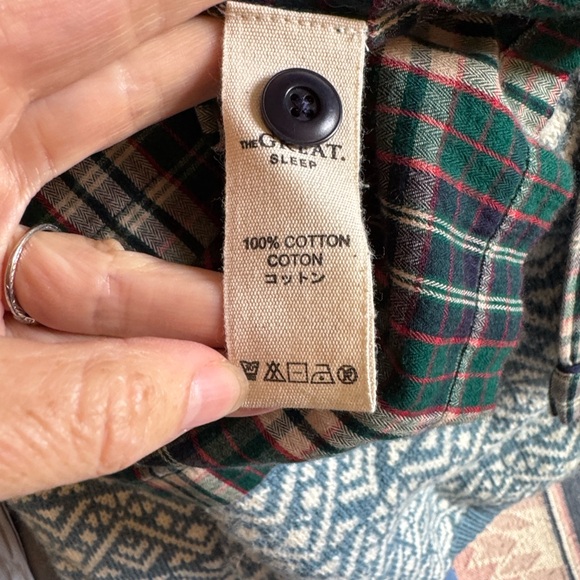 THE GREAT.
SLEEP
100% COTTON
COTON
コットン